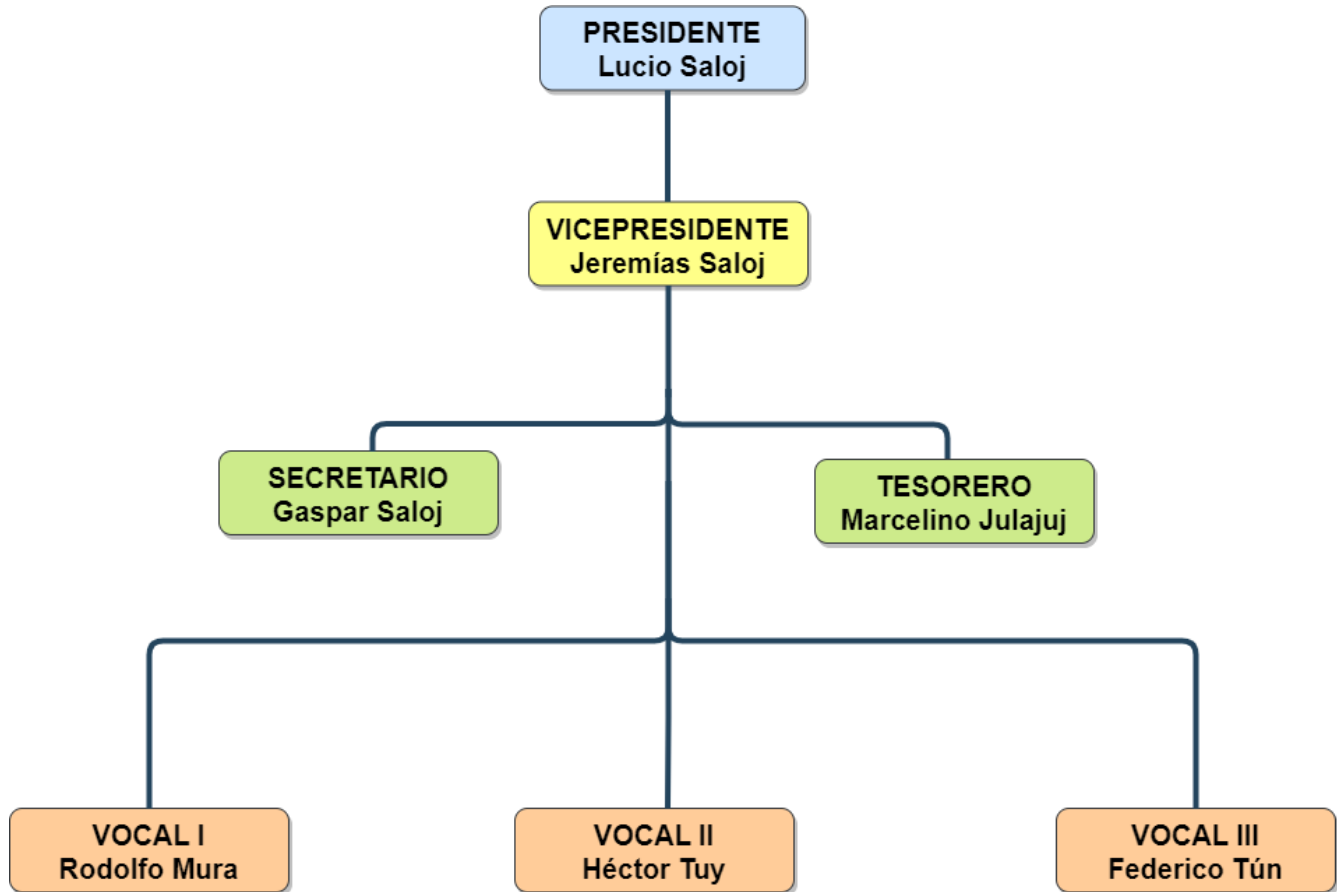 PRESIDENTE
Lucio Saloj
VICEPRESIDENTE
Jeremías Saloj
SECRETARIO
Gaspar Saloj
TESORERO
Marcelino Julajuj
VOCAL I
Rodolfo Mura
VOCAL II
Héctor Tuy
VOCAL III
Federico Tún